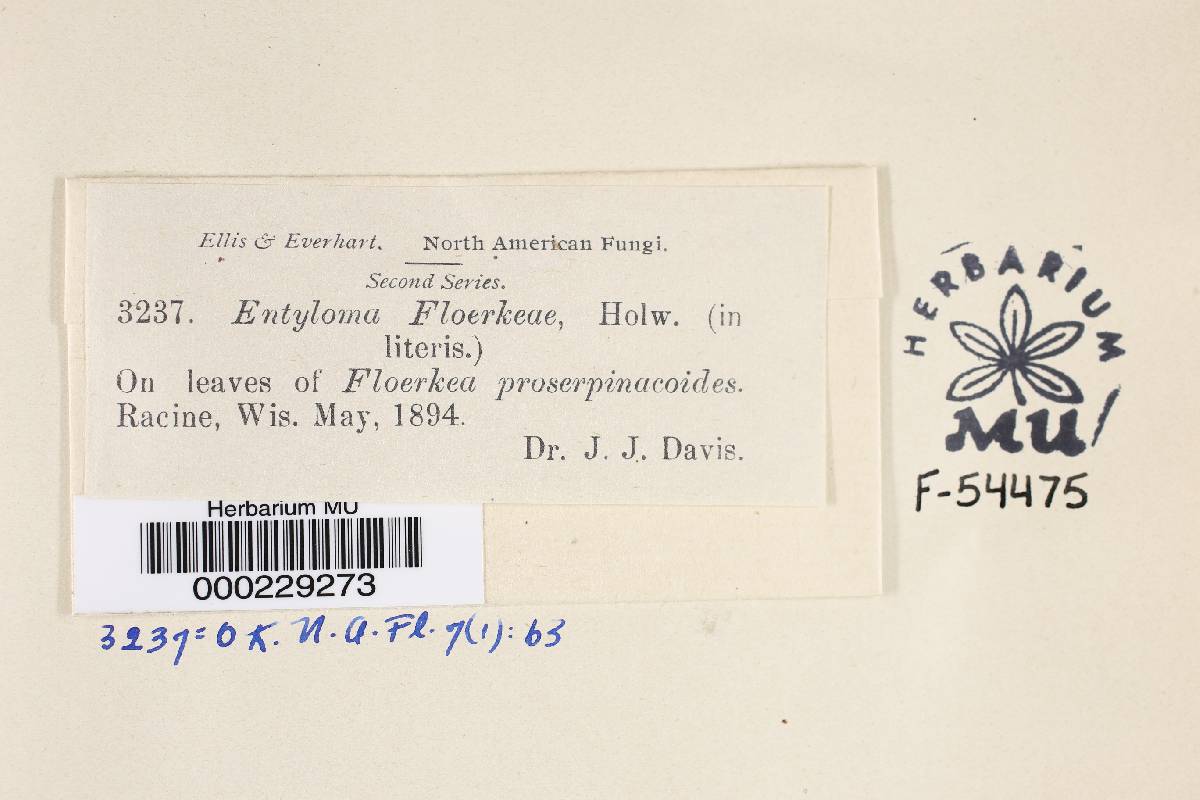 Ellis & Everhart. North American Fungi.
Second Series.
3237. Entyloma Floerkeae, Holw. (in
literis.)
On leaves of Floerkea proserpinacoides.
Racine, Wis. May, 1894.
Dr. J. J. Davis.
Herbarium MU
000229273
3237=OK. N.A.Fl. 7(1):63
HERBARIUM
MU
F-54475